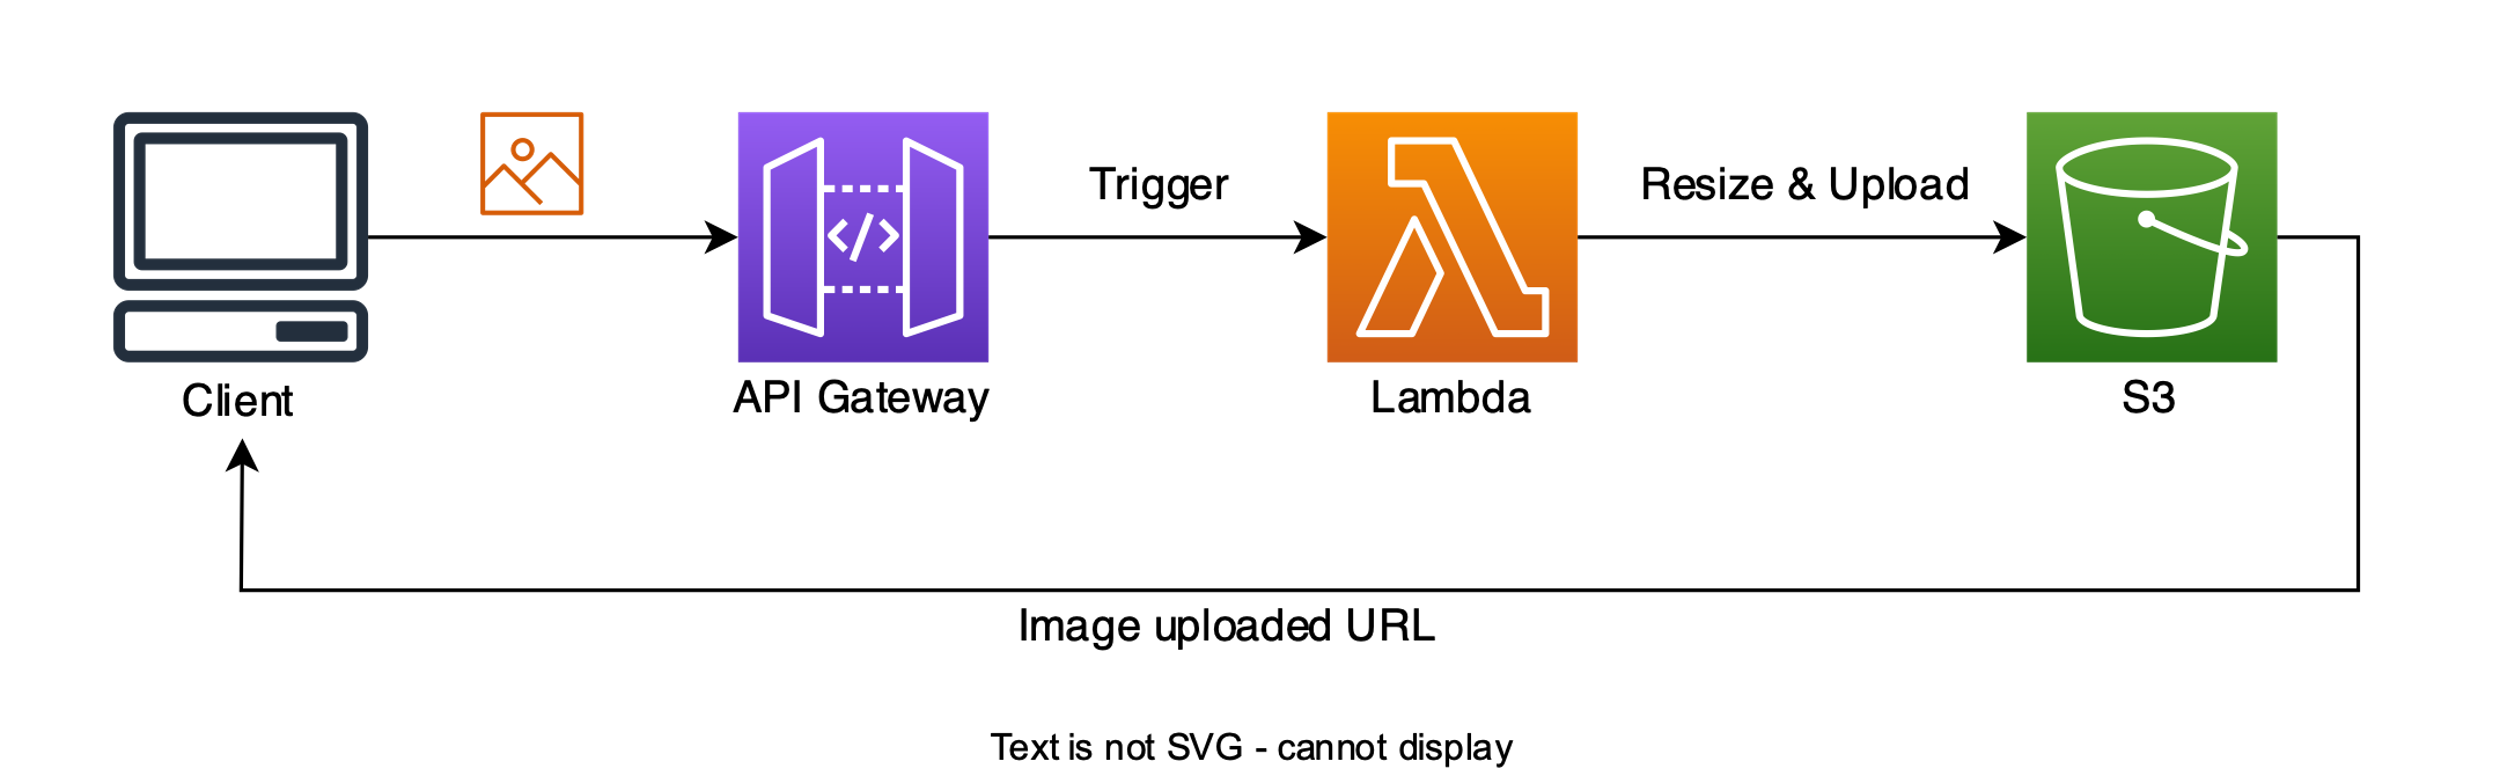 Trigger
Resize & Upload
Client
API Gateway
Lambda
S3
Image uploaded URL
Text is not SVG - cannot display